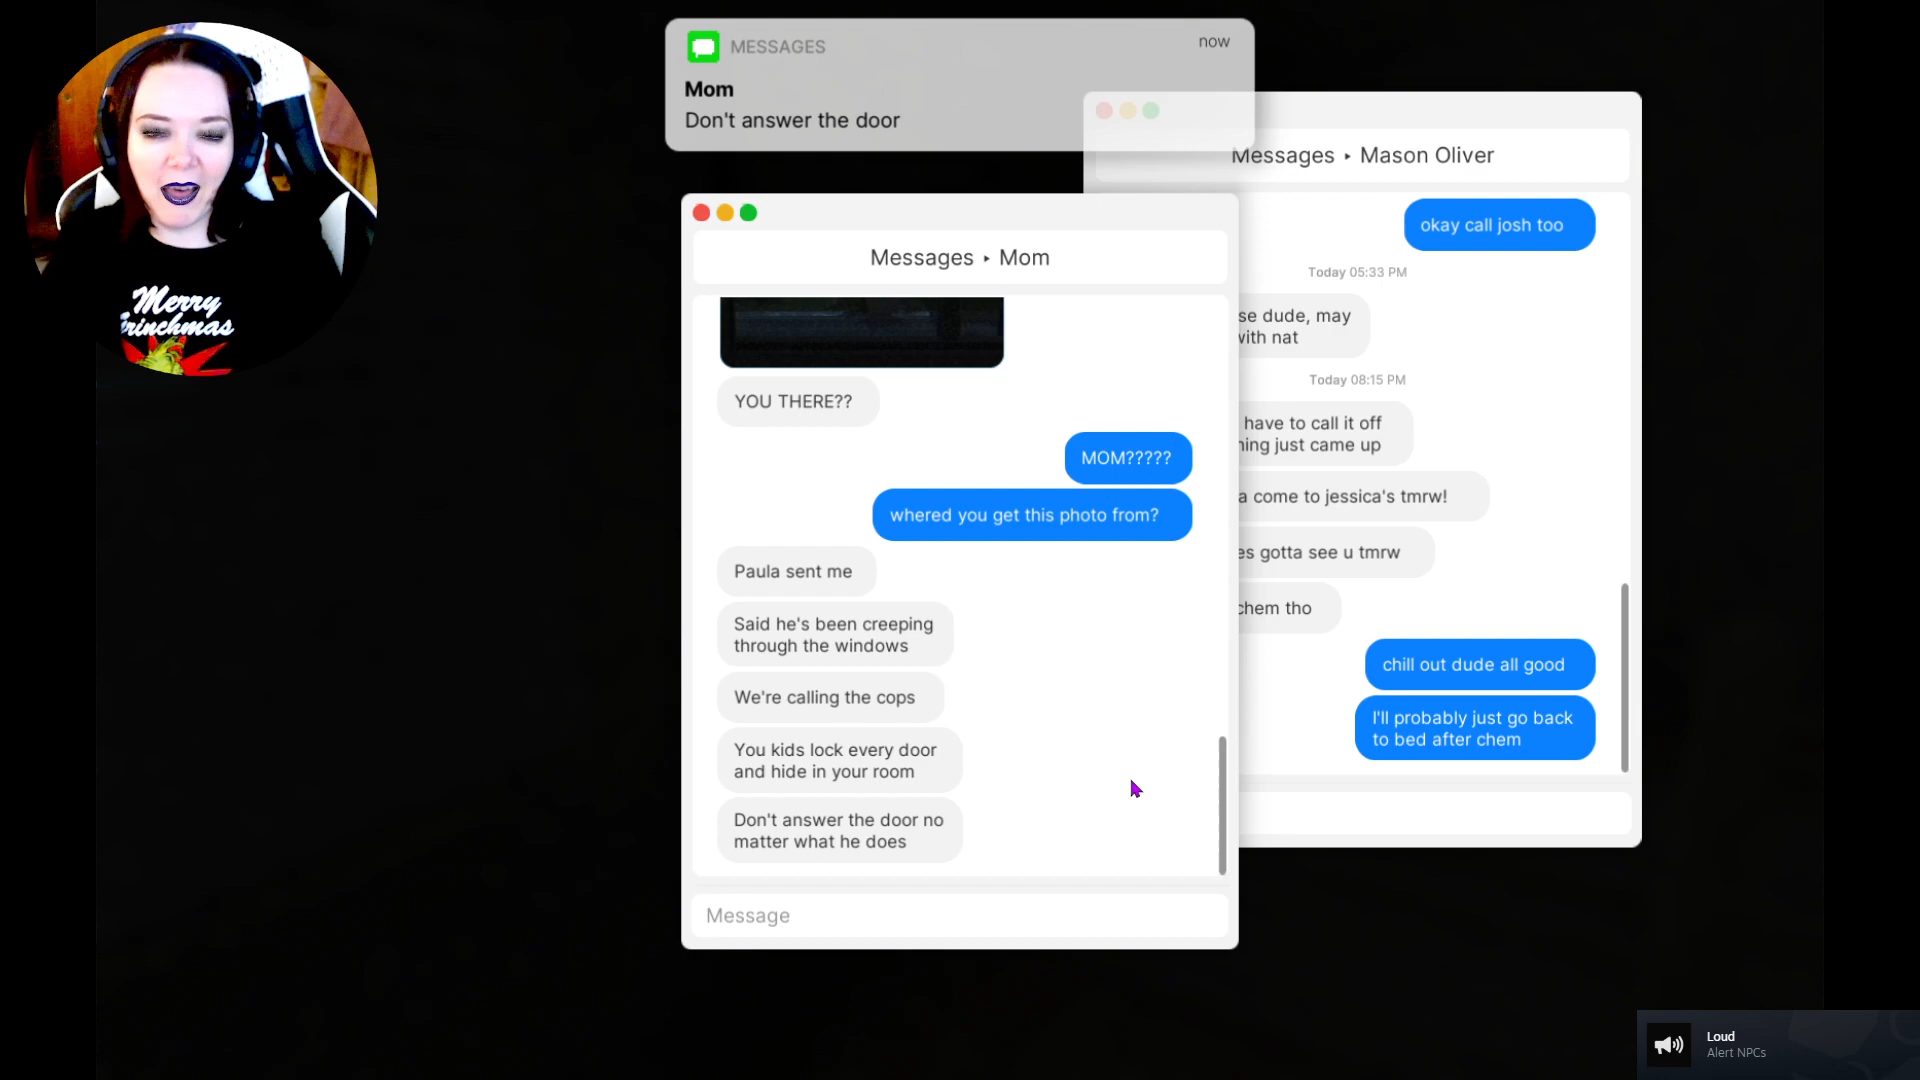 MESSAGES
now
Mom
Don't answer the door
Messages ‣ Mason Oliver
okay call josh too
Today 05:33 PM
se dude, may
with nat
Today 08:15 PM
have to call it off
ning just came up
a come to jessica's tmrw!
es gotta see u tmrw
chem tho
chill out dude all good
I'll probably just go back
to bed after chem
Messages ‣ Mom
YOU THERE??
MOM?????
whered you get this photo from?
Paula sent me
Said he's been creeping
through the windows
We're calling the cops
You kids lock every door
and hide in your room
Don't answer the door no
matter what he does
Message
Merry
Grinchmas
Loud
Alert NPCs